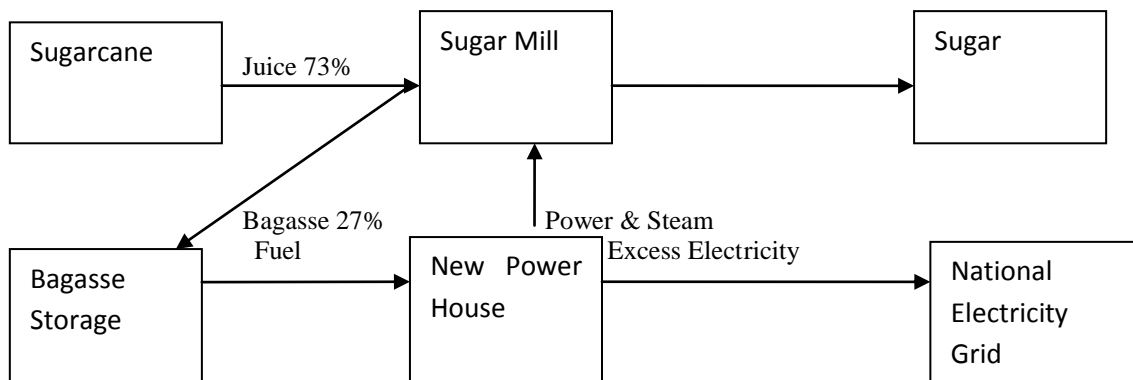 Sugarcane
Juice 73%
Sugar Mill
Sugar
Bagasse 27%
Fuel
Power & Steam
Excess Electricity
Bagasse
Storage
New Power
House
National
Electricity
Grid